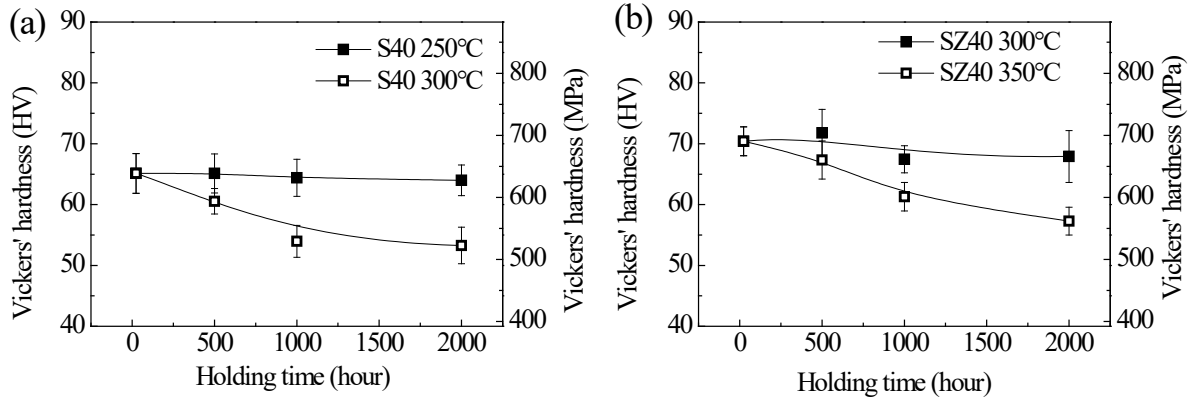 (a)
S40 250°C
S40 300°C
Vickers' hardness (HV)
90
80
70
60
50
40
Vickers' hardness (MPa)
800
700
600
500
400
0 500 1000 1500 2000
Holding time (hour)
(b)
SZ40 300°C
SZ40 350°C
Vickers' hardness (HV)
90
80
70
60
50
40
Vickers' hardness (MPa)
800
700
600
500
400
0 500 1000 1500 2000
Holding time (hour)